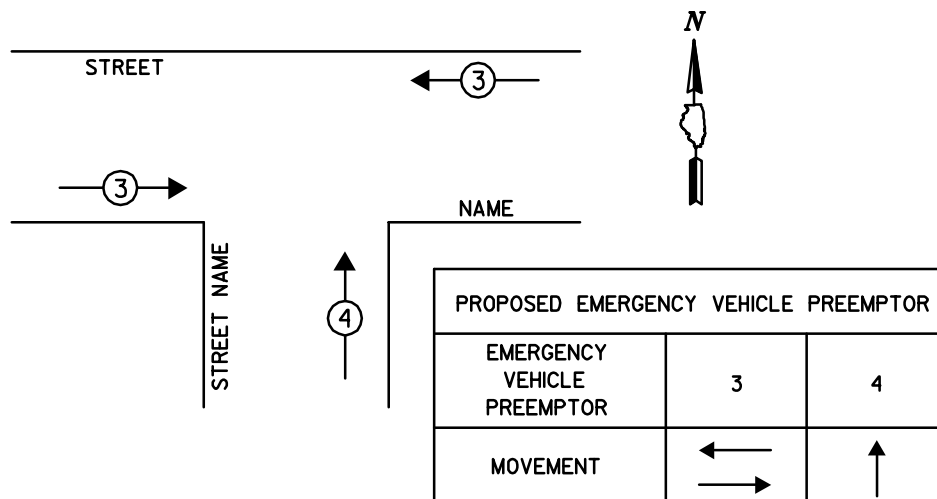 N
STREET
3
3
NAME
STREET NAME
4
PROPOSED EMERGENCY VEHICLE PREEMPTOR
EMERGENCY
VEHICLE
PREEMPTOR
3
4
MOVEMENT